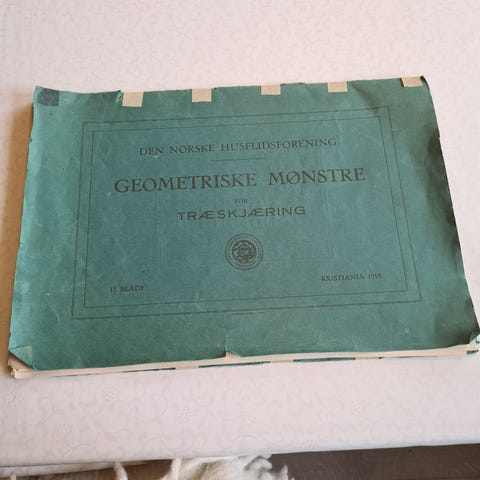 DEN NORSKE HUSFLIDSFORENING
GEOMETRISKE MØNSTRE
FOR
TRÆSKJÆRING
15 BLADE
KRISTIANIA 1918